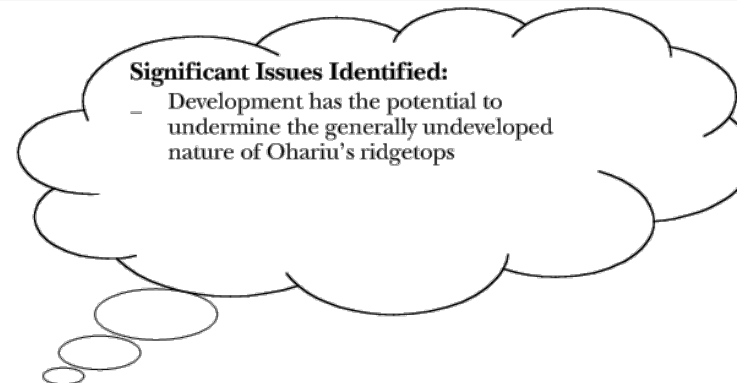 Significant Issues Identified:
_ Development has the potential to
undermine the generally undeveloped
nature of Ohariu's ridgetops